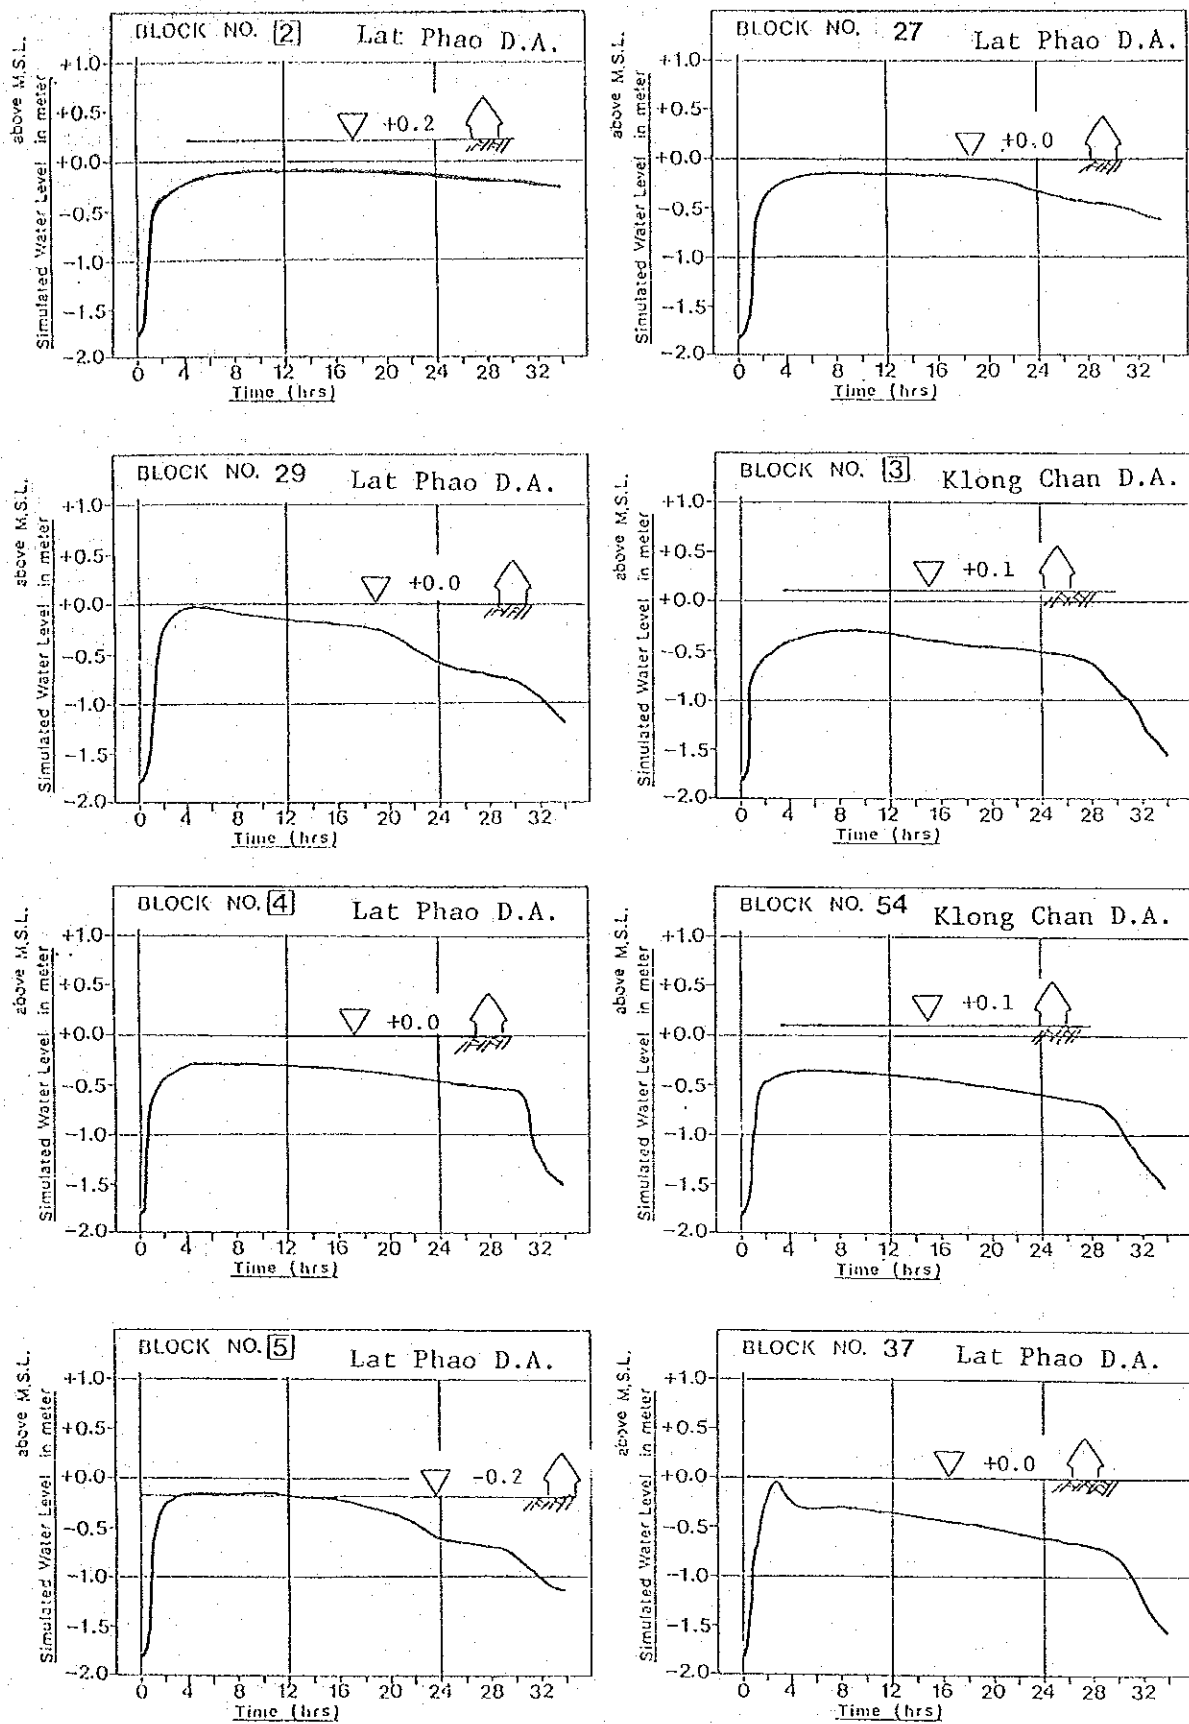 BLOCK NO. 2 Lat Phao D.A.
above M.S.L.
Simulated Water Level in meter
+1.0
+0.5
+0.2
+0.0
-0.5
-1.0
-1.5
-2.0
0 4 8 12 16 20 24 28 32
Time (hrs)
BLOCK NO. 27 Lat Phao D.A.
above M.S.L.
Simulated Water Level in meter
+1.0
+0.5
+0.0
+0.0
-0.5
-1.0
-1.5
-2.0
0 4 8 12 16 20 24 28 32
Time (hrs)
BLOCK NO. 29 Lat Phao D.A.
above M.S.L.
Simulated Water Level in meter
+1.0
+0.5
+0.0
+0.0
-0.5
-1.0
-1.5
-2.0
0 4 8 12 16 20 24 28 32
Time (hrs)
BLOCK NO. 3 Klong Chan D.A.
above M.S.L.
Simulated Water Level in meter
+1.0
+0.5
+0.1
+0.0
-0.5
-1.0
-1.5
-2.0
0 4 8 12 16 20 24 28 32
Time (hrs)
BLOCK NO. 4 Lat Phao D.A.
above M.S.L.
Simulated Water Level in meter
+1.0
+0.5
+0.0
+0.0
-0.5
-1.0
-1.5
-2.0
0 4 8 12 16 20 24 28 32
Time (hrs)
BLOCK NO. 54 Klong Chan D.A.
above M.S.L.
Simulated Water Level in meter
+1.0
+0.5
+0.1
+0.0
-0.5
-1.0
-1.5
-2.0
0 4 8 12 16 20 24 28 32
Time (hrs)
BLOCK NO. 5 Lat Phao D.A.
above M.S.L.
Simulated Water Level in meter
+1.0
+0.5
+0.0
-0.2
-0.5
-1.0
-1.5
-2.0
0 4 8 12 16 20 24 28 32
Time (hrs)
BLOCK NO. 37 Lat Phao D.A.
above M.S.L.
Simulated Water Level in meter
+1.0
+0.5
+0.0
+0.0
-0.5
-1.0
-1.5
-2.0
0 4 8 12 16 20 24 28 32
Time (hrs)